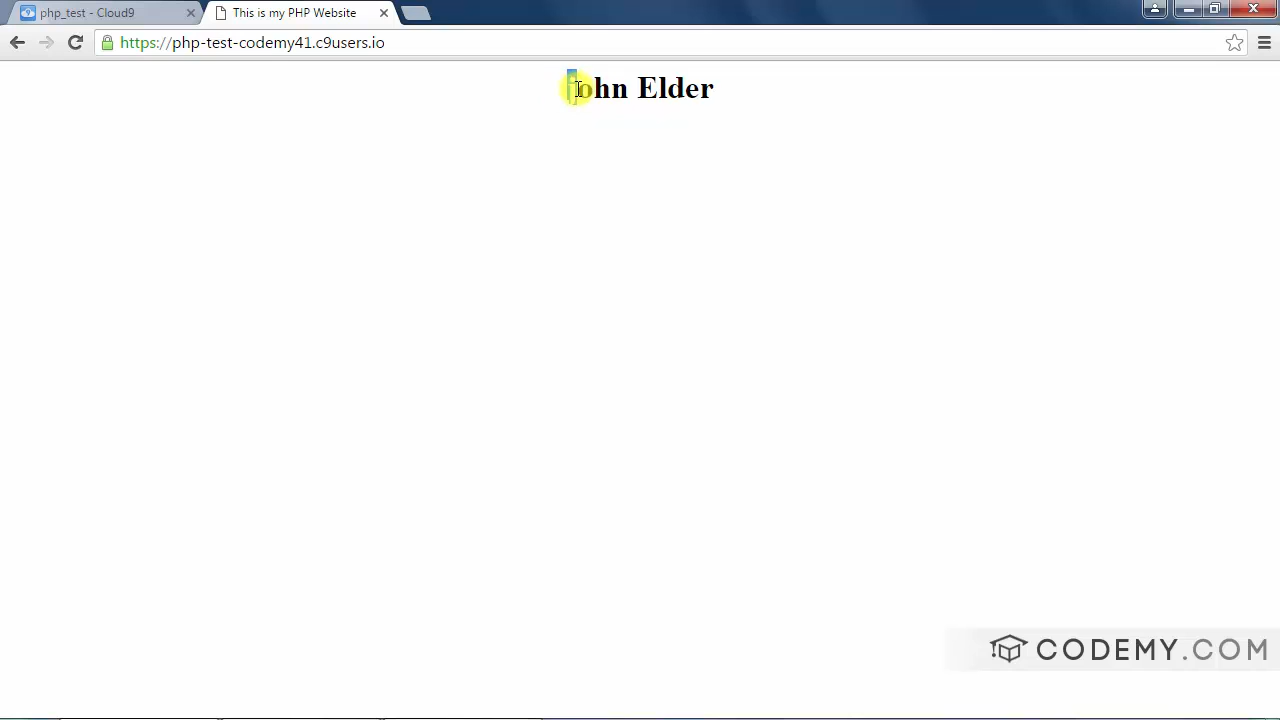 php_test - Cloud9
This is my PHP Website
https://php-test-codemy41.c9users.io
john Elder
CODEMY.COM